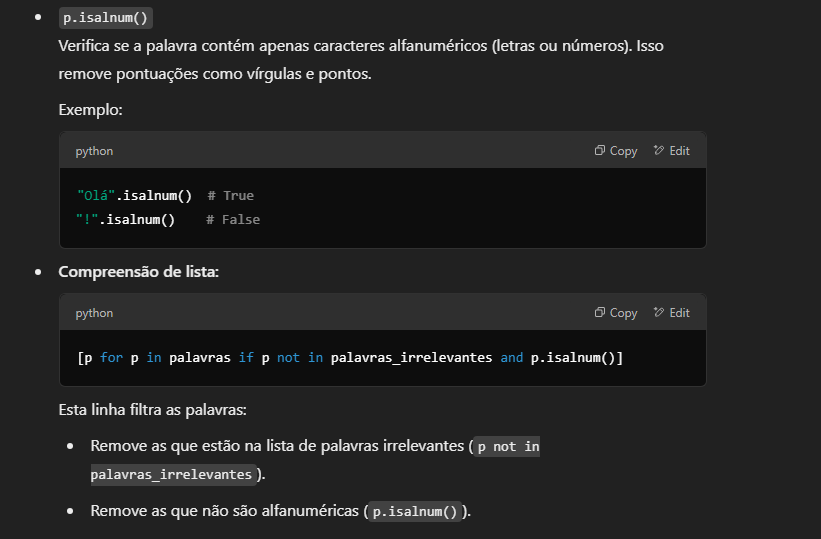 p.isalnum()
Verifica se a palavra contém apenas caracteres alfanuméricos (letras ou números). Isso
remove pontuações como vírgulas e pontos.
Exemplo:
python Copy Edit
"Olá".isalnum()  # True
"!".isalnum()    # False
Compreensão de lista:
python Copy Edit
[p for p in palavras if p not in palavras_irrelevantes and p.isalnum()]
Esta linha filtra as palavras:
Remove as que estão na lista de palavras irrelevantes (p not in
palavras_irrelevantes).
Remove as que não são alfanuméricas (p.isalnum()).